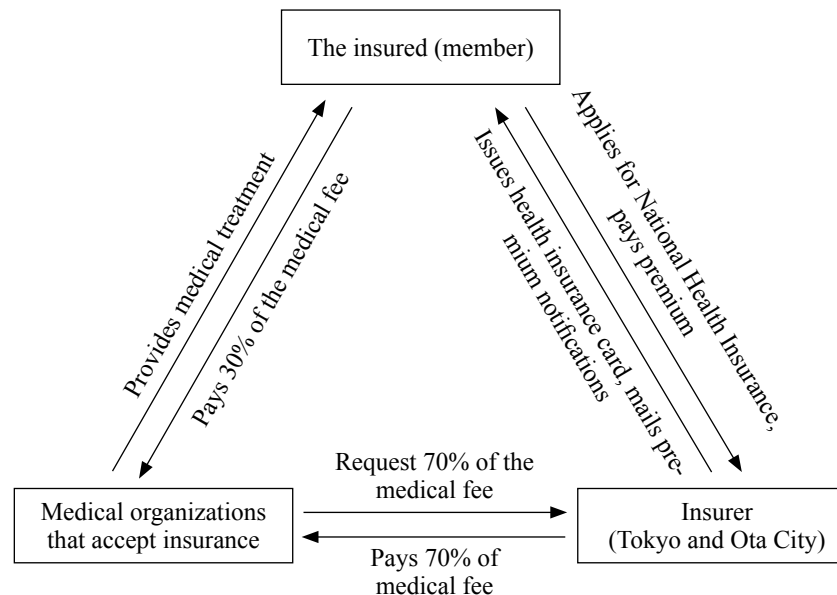 The insured (member)
Provides medical treatment
Pays 30% of the medical fee
Issues health insurance card, mails pre-
mium notifications
Applies for National Health Insurance,
pays premium
Request 70% of the
medical fee
Medical organizations
that accept insurance
Pays 70% of
medical fee
Insurer
(Tokyo and Ota City)